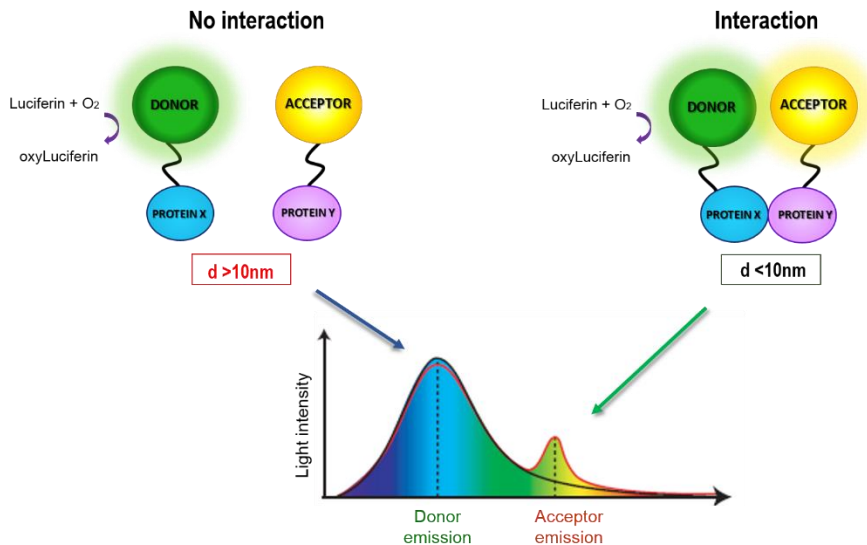 No interaction
Interaction
Luciferin + O₂
oxyLuciferin
DONOR
ACCEPTOR
PROTEIN X
PROTEIN Y
d >10nm
Luciferin + O₂
oxyLuciferin
DONOR
ACCEPTOR
PROTEIN X
PROTEIN Y
d <10nm
Light intensity
Donor
emission
Acceptor
emission